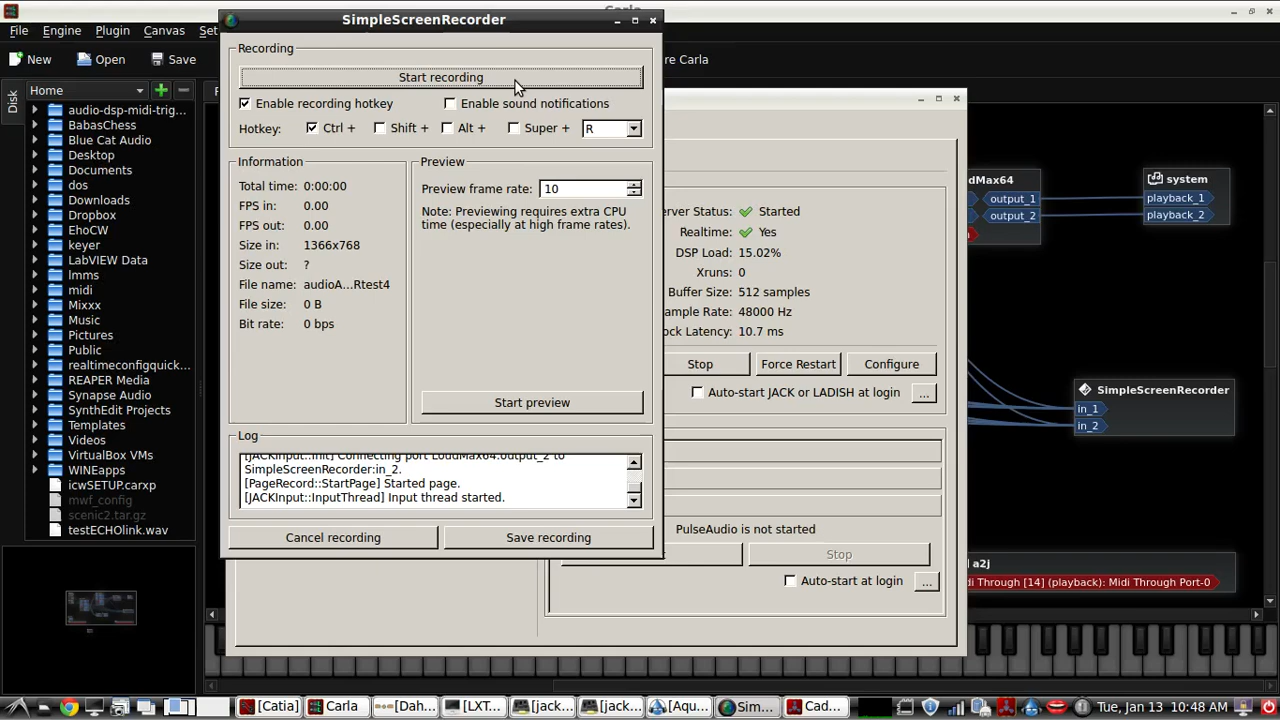 Carla
SimpleScreenRecorder
File Engine Plugin Canvas Set
New Open Save
re Carla
Disk
Home
audio-dsp-midi-trig...
BabasChess
Blue Cat Audio
Desktop
Documents
dos
Downloads
Dropbox
EhoCW
keyer
LabVIEW Data
lmms
midi
Mixxx
Music
Pictures
Public
realtimeconfigquick...
REAPER Media
Synapse Audio
SynthEdit Projects
Templates
Videos
VirtualBox VMs
WINEapps
icwSETUP.carxp
mwf_config
scenic2.tar.gz
testECHOlink.wav
Recording
Start recording
Enable recording hotkey Enable sound notifications
Hotkey: Ctrl + Shift + Alt + Super + R
Information
Total time: 0:00:00
FPS in: 0.00
FPS out: 0.00
Size in: 1366x768
Size out: ?
File name: audioA...Rtest4
File size: 0 B
Bit rate: 0 bps
Preview
Preview frame rate: 10
Note: Previewing requires extra CPU
time (especially at high frame rates).
Start preview
Log
[JACKInput::Init] Connecting port LoudMax64:output_2 to
SimpleScreenRecorder:in_2.
[PageRecord::StartPage] Started page.
[JACKInput::InputThread] Input thread started.
Cancel recording Save recording
erver Status: Started
Realtime: Yes
DSP Load: 15.02%
Xruns: 0
Buffer Size: 512 samples
ample Rate: 48000 Hz
ock Latency: 10.7 ms
Stop Force Restart Configure
Auto-start JACK or LADISH at login ...
PulseAudio is not started
Stop
Auto-start at login ...
dMax64
output_1
output_2
system
playback_1
playback_2
SimpleScreenRecorder
in_1
in_2
a2j
di Through [14] (playback): Midi Through Port-0
[Catia] Carla [Dah... [LXT... [jack... [jack... [Aqu... Sim... Cad... Tue, Jan 13 10:48 AM